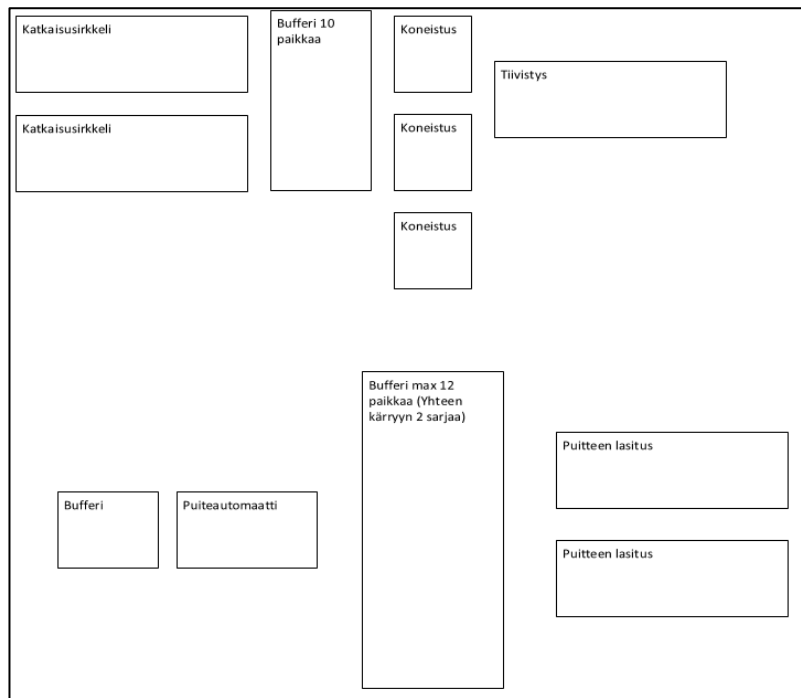 Katkaisusirkkeli
Bufferi 10
paikkaa
Koneistus
Tiivistys
Katkaisusirkkeli
Koneistus
Koneistus
Bufferi max 12
paikkaa (Yhteen
kärryyn 2 sarjaa)
Puitteen lasitus
Bufferi
Puiteautomaatti
Puitteen lasitus